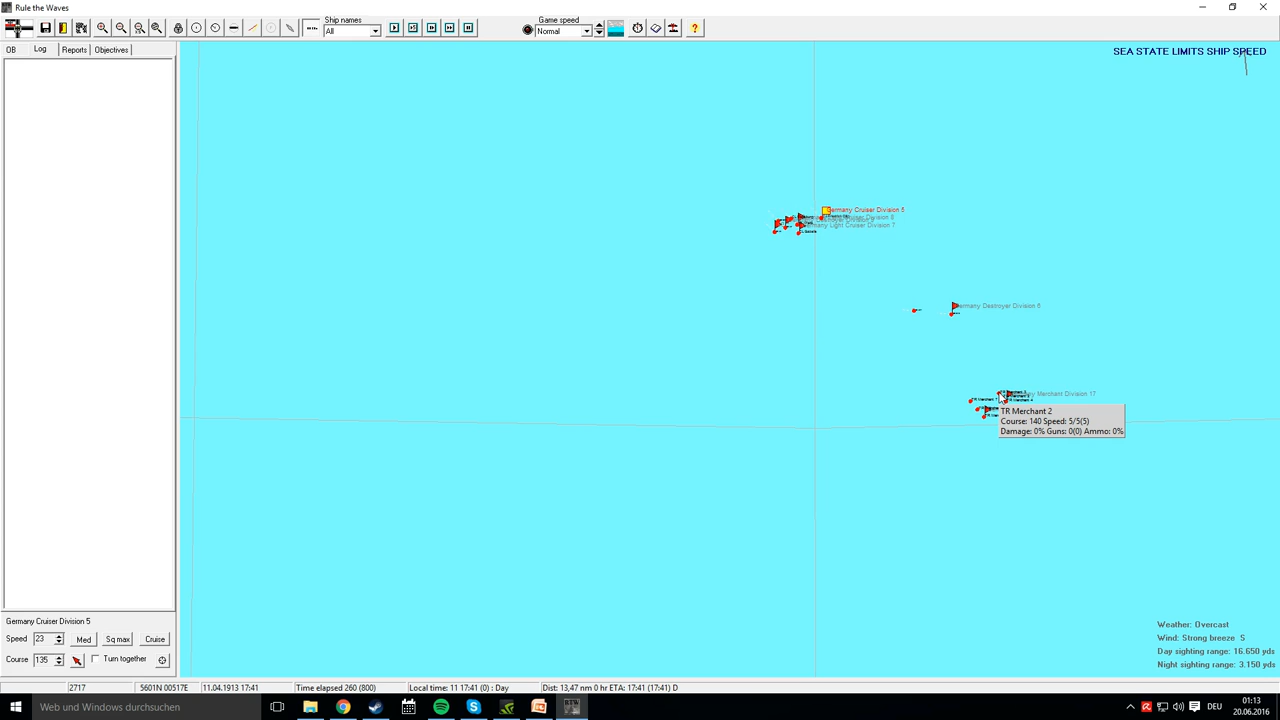 Rule the Waves
Ship names
All
Game speed
Normal
OB Log Reports Objectives
SEA STATE LIMITS SHIP SPEED
Germany Cruiser Division 5
Cruiser Division 8
Germany Light Cruiser Division 7
Germany Destroyer Division 6
Merchant Division 17
TR Merchant 2
Course: 140 Speed: 5/5(5)
Damage: 0% Guns: 0(0) Ammo: 0%
Germany Cruiser Division 5
Speed 23 Med Sq max Cruise
Course 135 Turn together
Weather: Overcast
Wind: Strong breeze S
Day sighting range: 16.650 yds
Night sighting range: 3.150 yds
2717 5601N 00517E 11.04.1913 17:41 Time elapsed 260 (800) Local time: 11 17:41 (0) : Day Dist: 13,47 nm 0 hr ETA: 17:41 (17:41) D
Web und Windows durchsuchen
DEU
01:13
20.06.2016